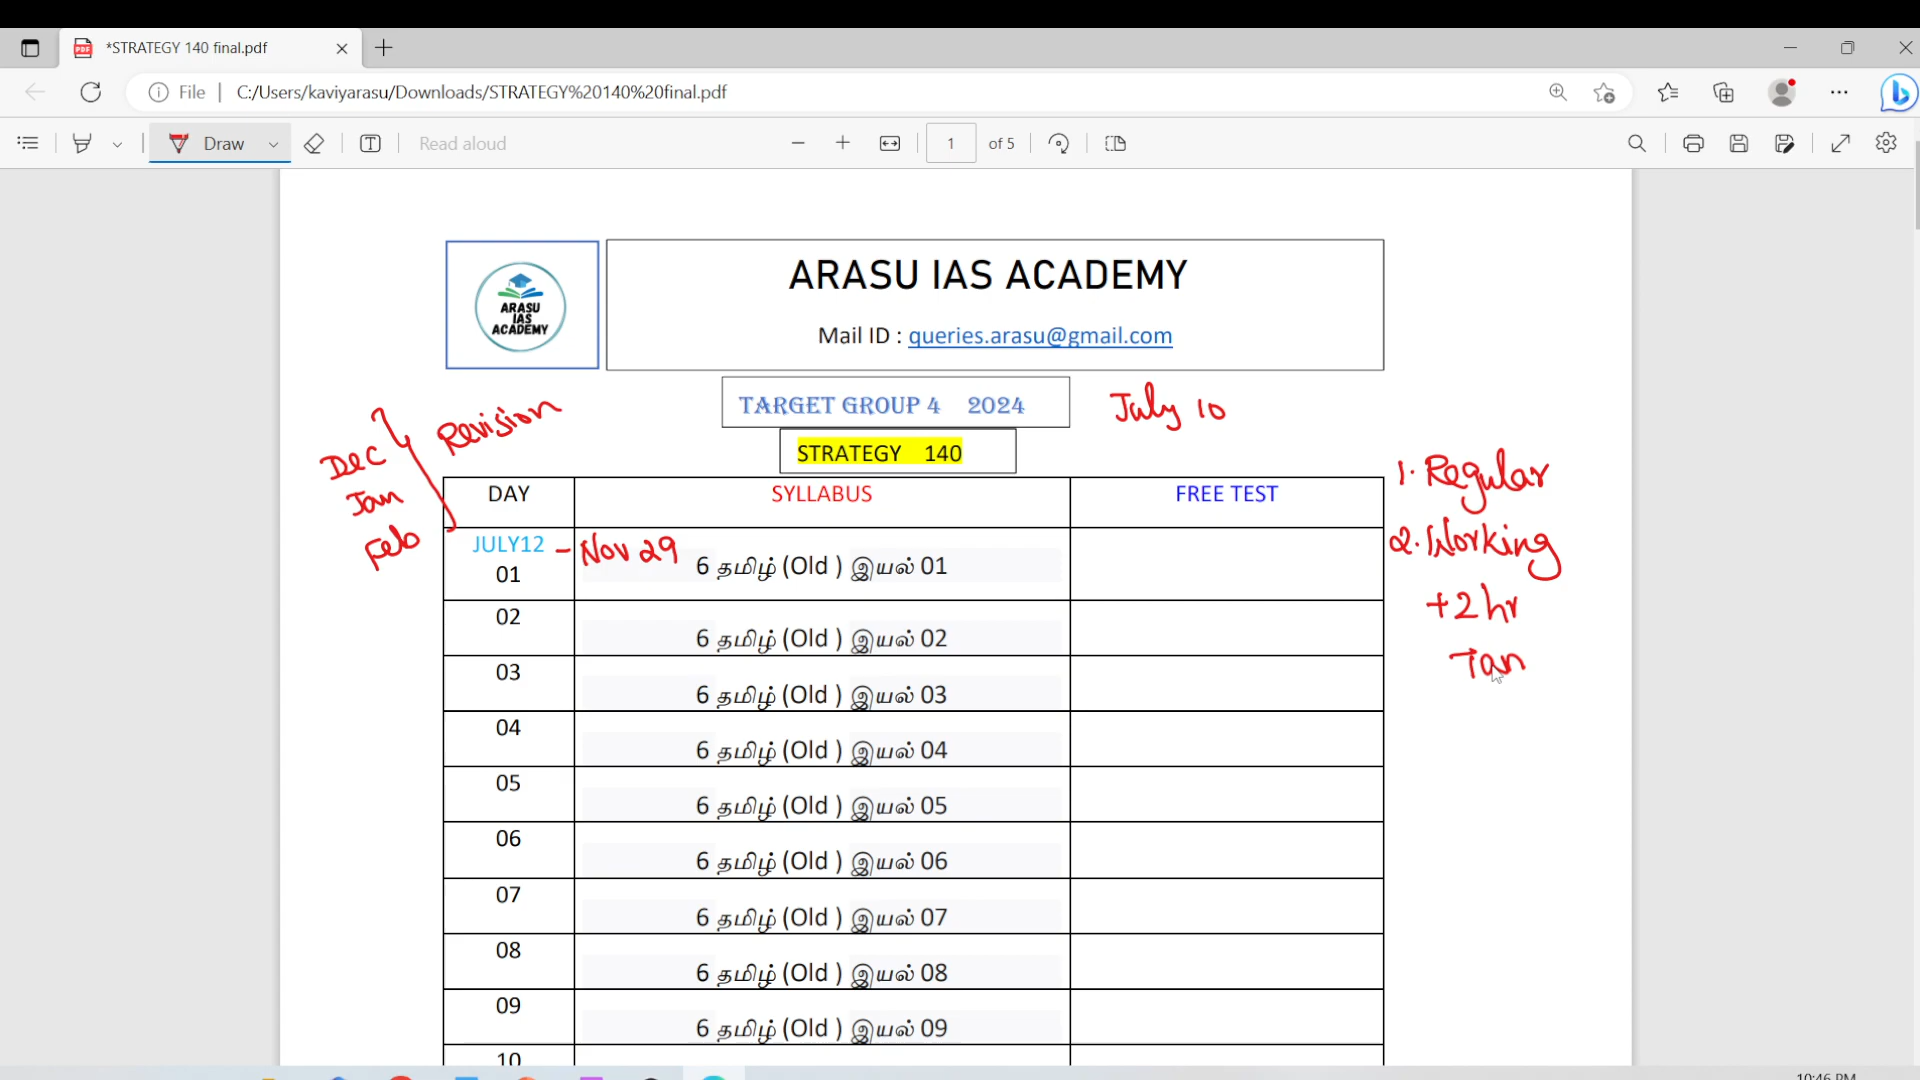 *STRATEGY 140 final.pdf
File | C:/Users/kaviyarasu/Downloads/STRATEGY%20140%20final.pdf
Draw
Read aloud
1 of 5
ARASU
IAS
ACADEMY
ARASU IAS ACADEMY
Mail ID : queries.arasu@gmail.com
TARGET GROUP 4 2024
July 10
STRATEGY 140
Revision
Dec
Jan
Feb
1. Regular
2. Working
+2 hr
Tan
DAY SYLLABUS FREE TEST
JULY12 - Nov 29
01 6 தமிழ் (Old ) இயல் 01
02 6 தமிழ் (Old ) இயல் 02
03 6 தமிழ் (Old ) இயல் 03
04 6 தமிழ் (Old ) இயல் 04
05 6 தமிழ் (Old ) இயல் 05
06 6 தமிழ் (Old ) இயல் 06
07 6 தமிழ் (Old ) இயல் 07
08 6 தமிழ் (Old ) இயல் 08
09 6 தமிழ் (Old ) இயல் 09
10
10:46 PM